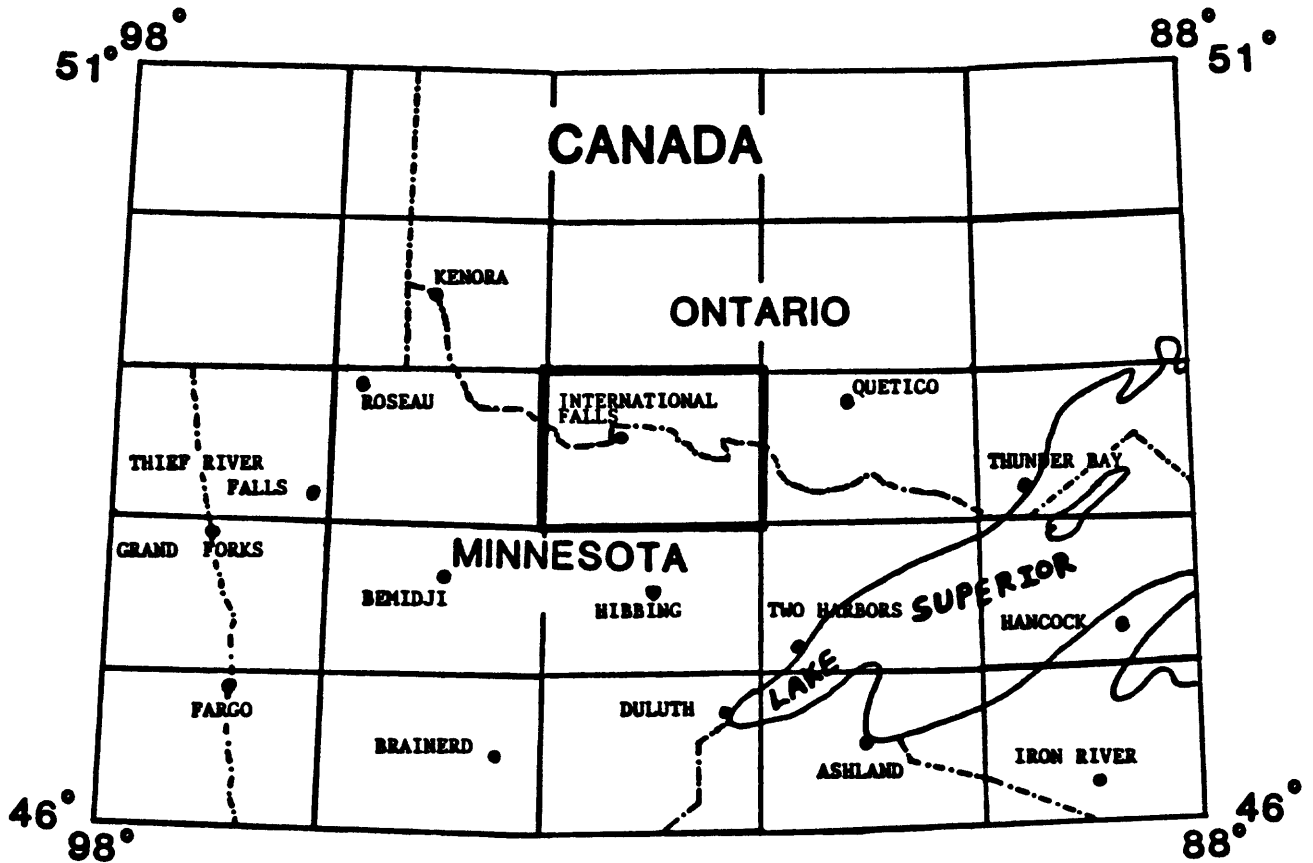 98° 88°
51° 51°
CANADA
KENORA
ONTARIO
ROSEAU
INTERNATIONAL
FALLS
QUETICO
THIEF RIVER
FALLS
THUNDER BAY
GRAND FORKS
MINNESOTA
BEMIDJI
HIBBING
TWO HARBORS
SUPERIOR
HANCOCK
LAKE
FARGO
DULUTH
BRAINERD
ASHLAND
IRON RIVER
46° 46°
98° 88°